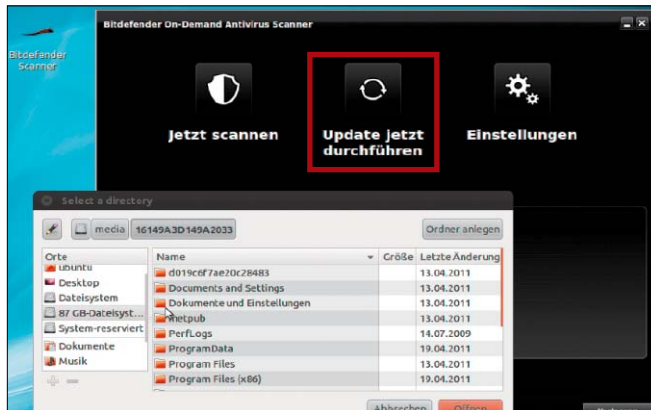 Bitdefender On-Demand Antivirus Scanner
Bitdefender
Scanner
Jetzt scannen
Update jetzt
durchführen
Einstellungen
Select a directory
media
16149A3D149A2033
Ordner anlegen
Orte
Name
Größe
Letzte Änderung
ubuntu
Desktop
Dateisystem
87 GB-Dateisyst...
System-reserviert
Dokumente
Musik
d019c6f7ae20c28483
13.04.2011
Documents and Settings
13.04.2011
Dokumente und Einstellungen
13.04.2011
inetpub
13.04.2011
PerfLogs
14.07.2009
ProgramData
19.04.2011
Program Files
13.04.2011
Program Files (x86)
19.04.2011
Abbrechen
Öffnen